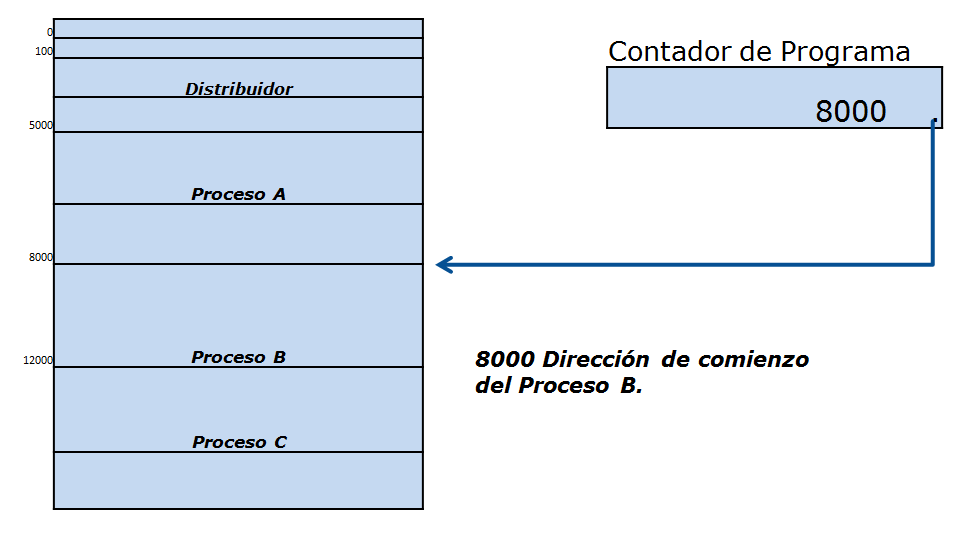 0
100
Distribuidor
5000
Proceso A
8000
Proceso B
12000
Proceso C
Contador de Programa
8000
8000 Dirección de comienzo
del Proceso B.